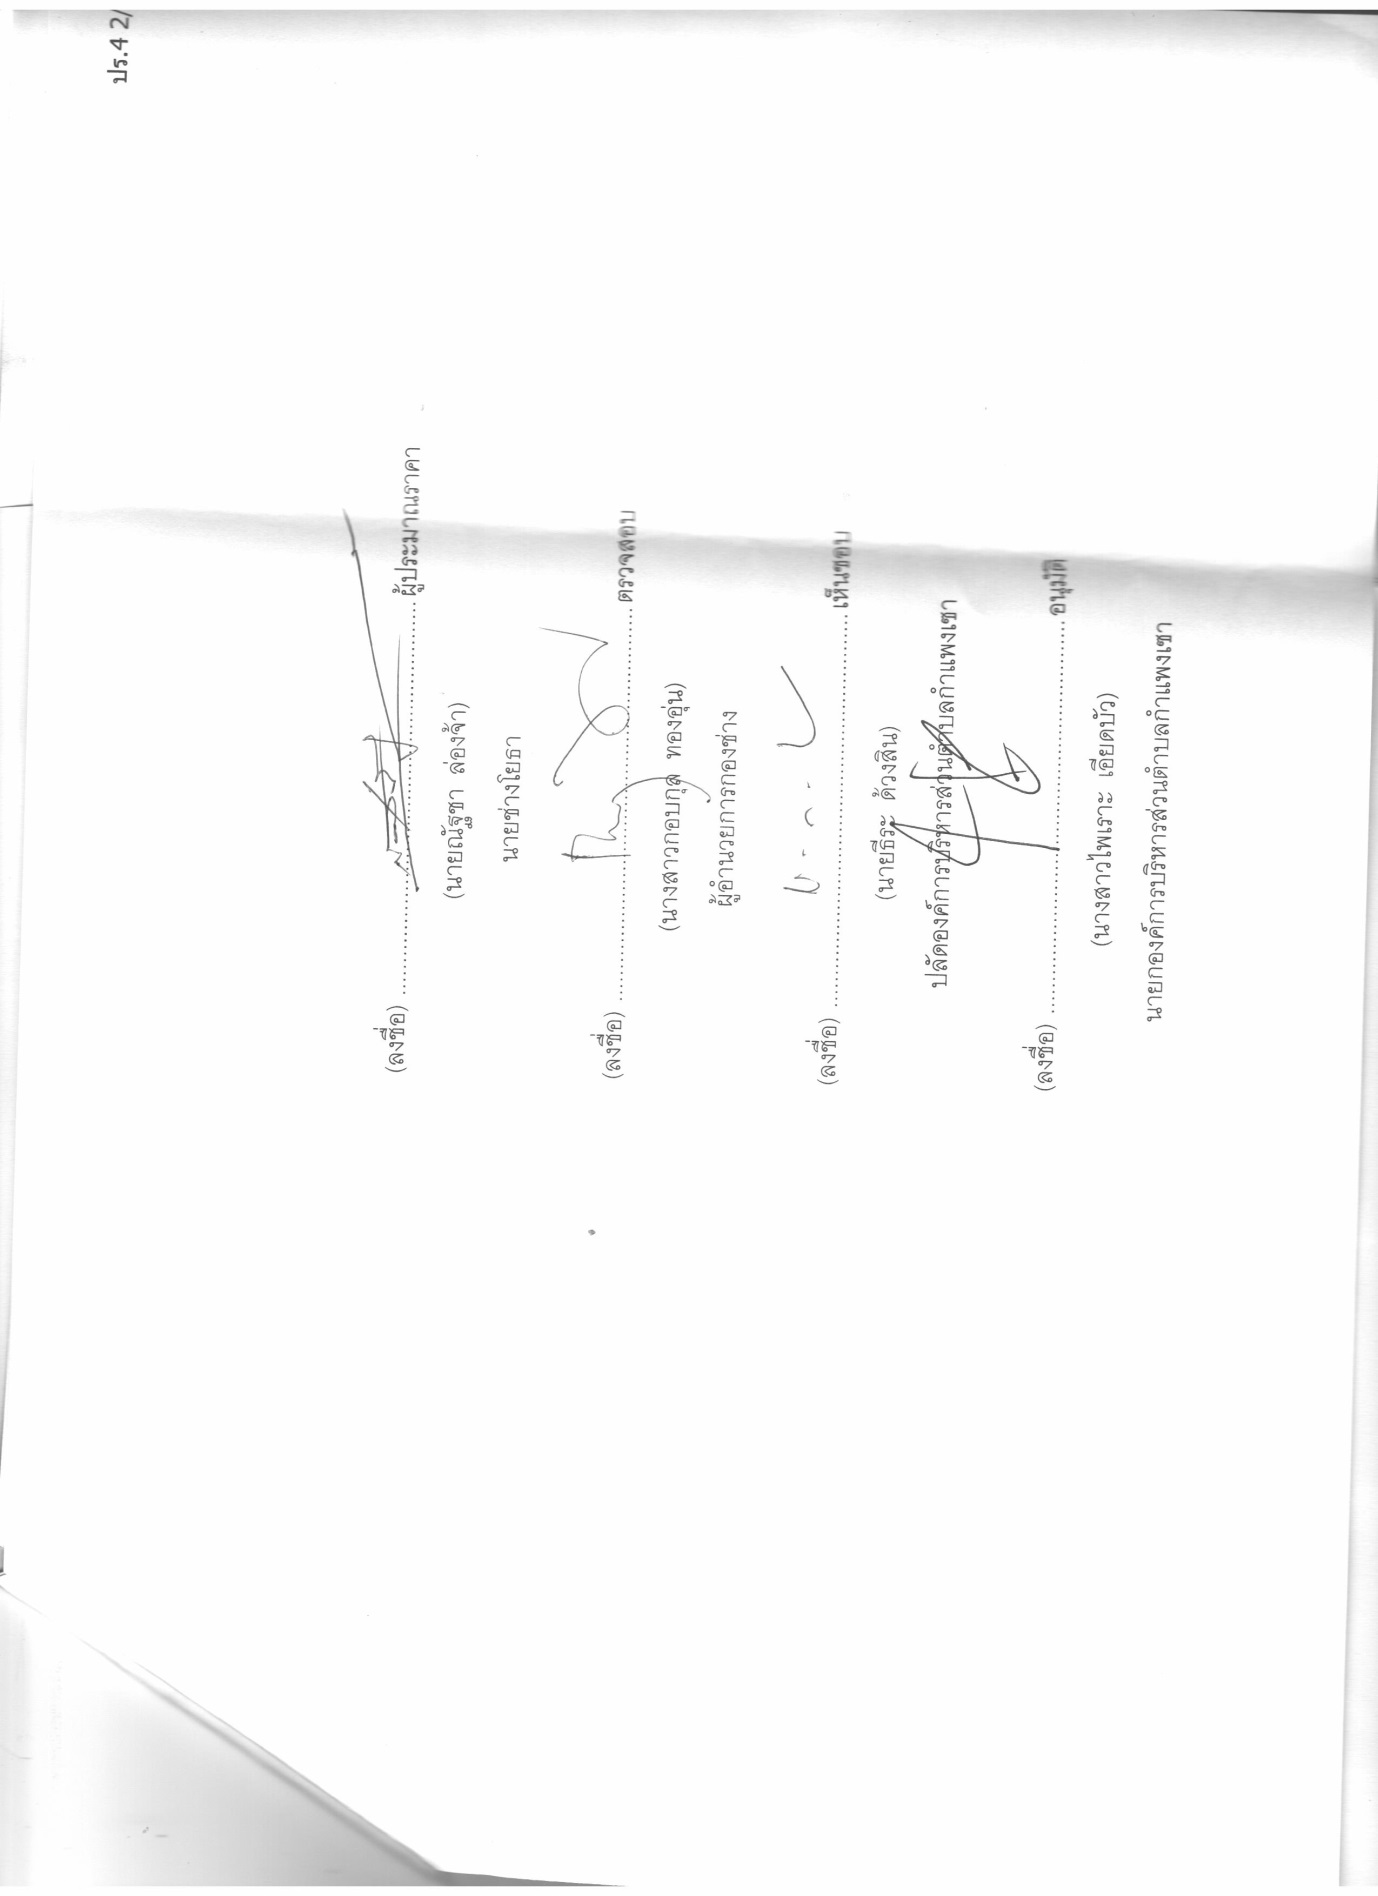 ปร.4 2/
(ลงชื่อ) ........................................ ผู้ประมาณราคา
(นายณัฐชา ล่องจ้ำ)
นายช่างโยธา
(ลงชื่อ) ........................................ ตรวจสอบ
(นางสาวกอบกุล ทองอุ่น)
ผู้อำนวยการกองช่าง
(ลงชื่อ) ........................................ เห็นชอบ
(นายธีระ ด้วงสิน)
ปลัดองค์การบริหารส่วนตำบลกำแพงเซา
(ลงชื่อ) ........................................ อนุมัติ
(นางสาวไพเราะ เอียดบัว)
นายกองค์การบริหารส่วนตำบลกำแพงเซา